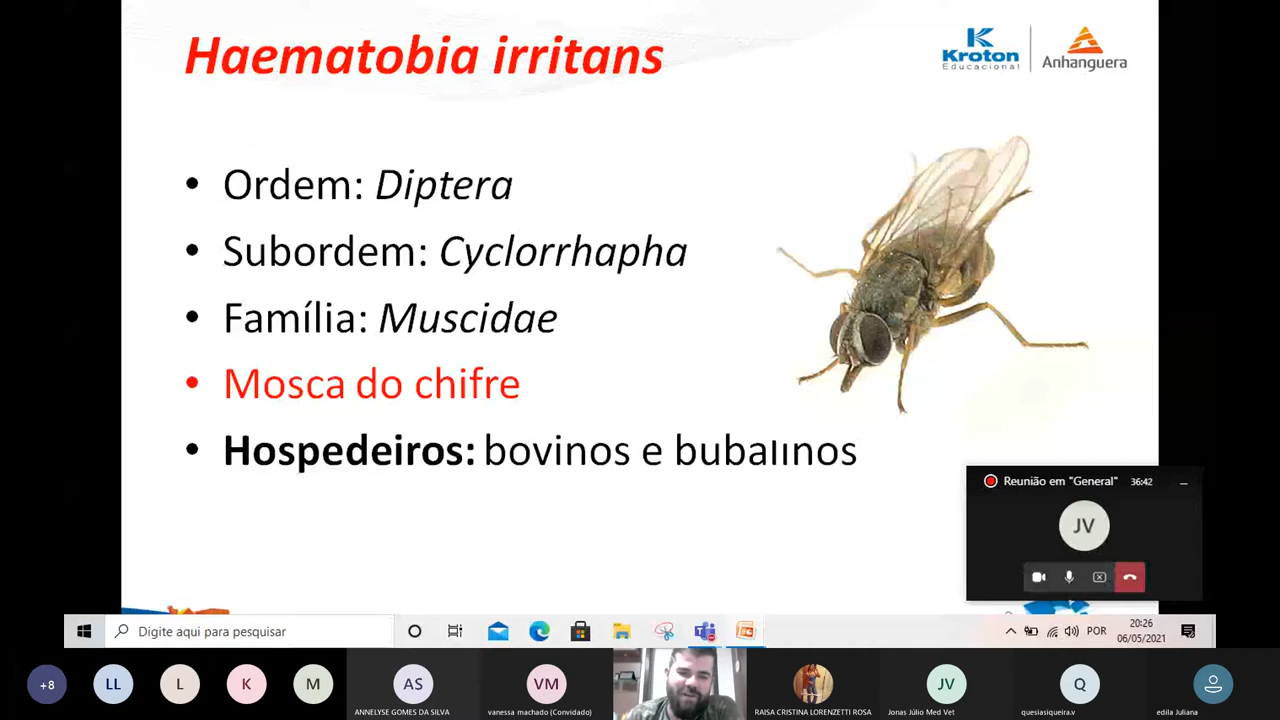 Haematobia irritans
Kroton
Educacional
Anhanguera
• Ordem: Diptera
• Subordem: Cyclorrhapha
• Família: Muscidae
• Mosca do chifre
• Hospedeiros: bovinos e bubalinos
Reunião em "General" 36:42
JV
Digite aqui para pesquisar
POR
20:26
06/05/2021
+8
LL
L
K
M
AS
ANNELYSE GOMES DA SILVA
VM
vanessa machado (Convidado)
RAISA CRISTINA LORENZETTI ROSA
JV
Jonas Júlio Med Vet
Q
quesiasiqueira.v
edila Juliana